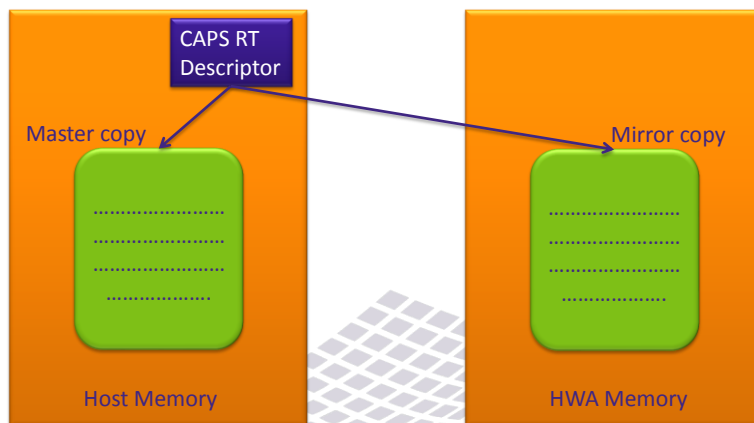 CAPS RT
Descriptor
Master copy
Mirror copy
……………………
……………………
……………………
……………….
……………………
……………………
……………………
……………….
Host Memory
HWA Memory